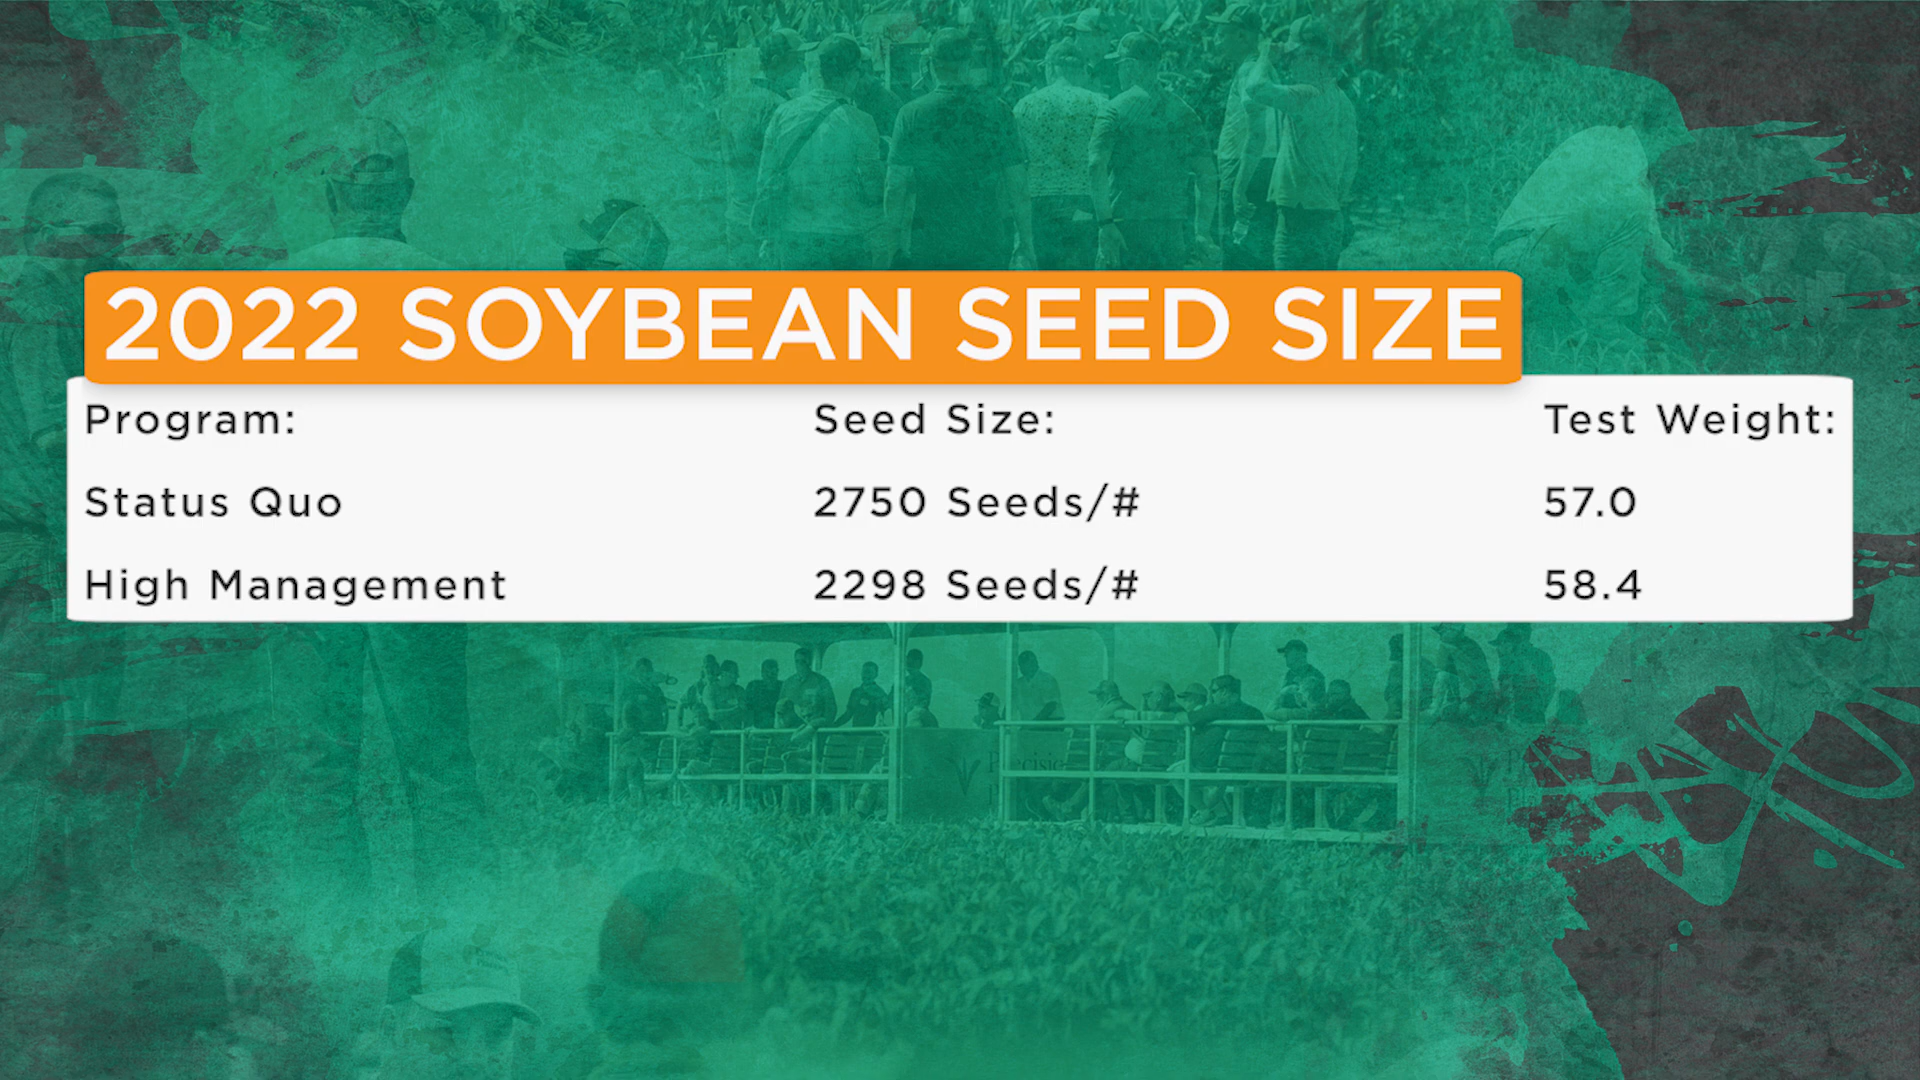 2022 SOYBEAN SEED SIZE
Program: Seed Size: Test Weight:
Status Quo 2750 Seeds/# 57.0
High Management 2298 Seeds/# 58.4